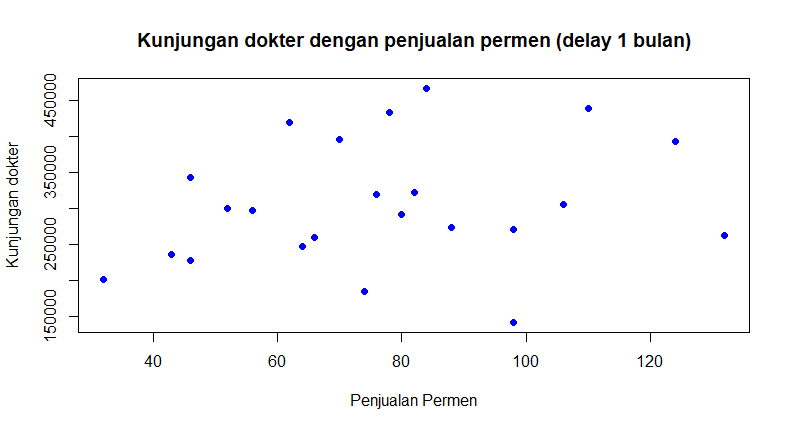 Kunjungan dokter dengan penjualan permen (delay 1 bulan)
Kunjungan dokter
450000
350000
250000
150000
40 60 80 100 120
Penjualan Permen